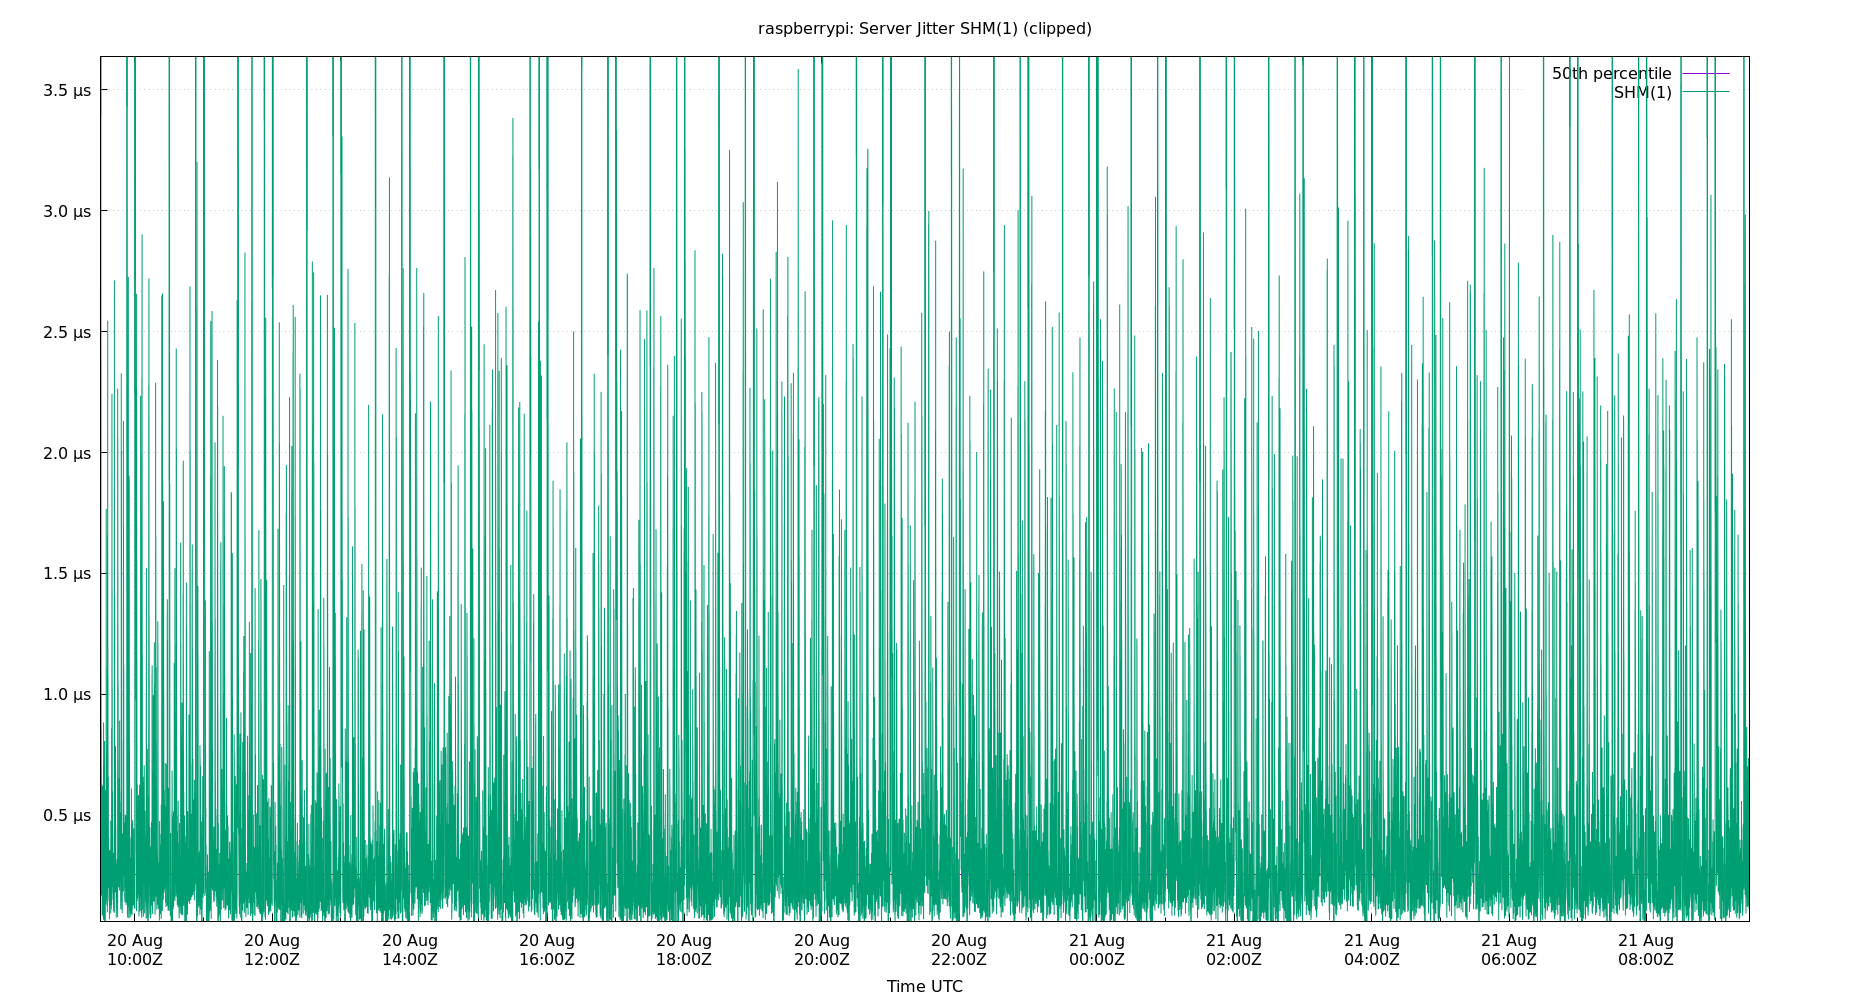 raspberrypi: Server Jitter SHM(1) (clipped)
50th percentile
SHM(1)
3.5 µs
3.0 µs
2.5 µs
2.0 µs
1.5 µs
1.0 µs
0.5 µs
20 Aug 20 Aug 20 Aug 20 Aug 20 Aug 20 Aug 20 Aug 21 Aug 21 Aug 21 Aug 21 Aug 21 Aug
10:00Z 12:00Z 14:00Z 16:00Z 18:00Z 20:00Z 22:00Z 00:00Z 02:00Z 04:00Z 06:00Z 08:00Z
Time UTC